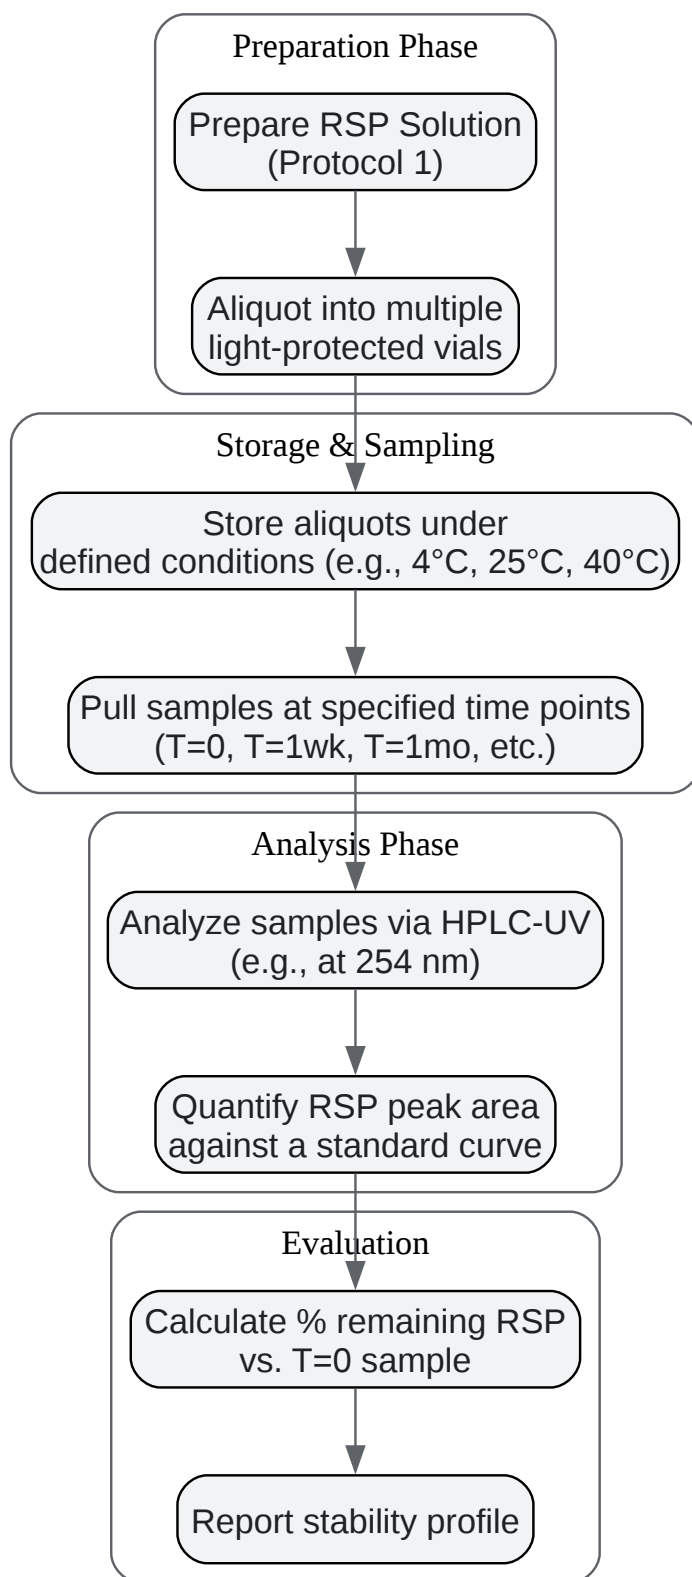 Preparation Phase
Prepare RSP Solution
(Protocol 1)
Aliquot into multiple
light-protected vials
Storage & Sampling
Store aliquots under
defined conditions (e.g., 4°C, 25°C, 40°C)
Pull samples at specified time points
(T=0, T=1wk, T=1mo, etc.)
Analysis Phase
Analyze samples via HPLC-UV
(e.g., at 254 nm)
Quantify RSP peak area
against a standard curve
Evaluation
Calculate % remaining RSP
vs. T=0 sample
Report stability profile